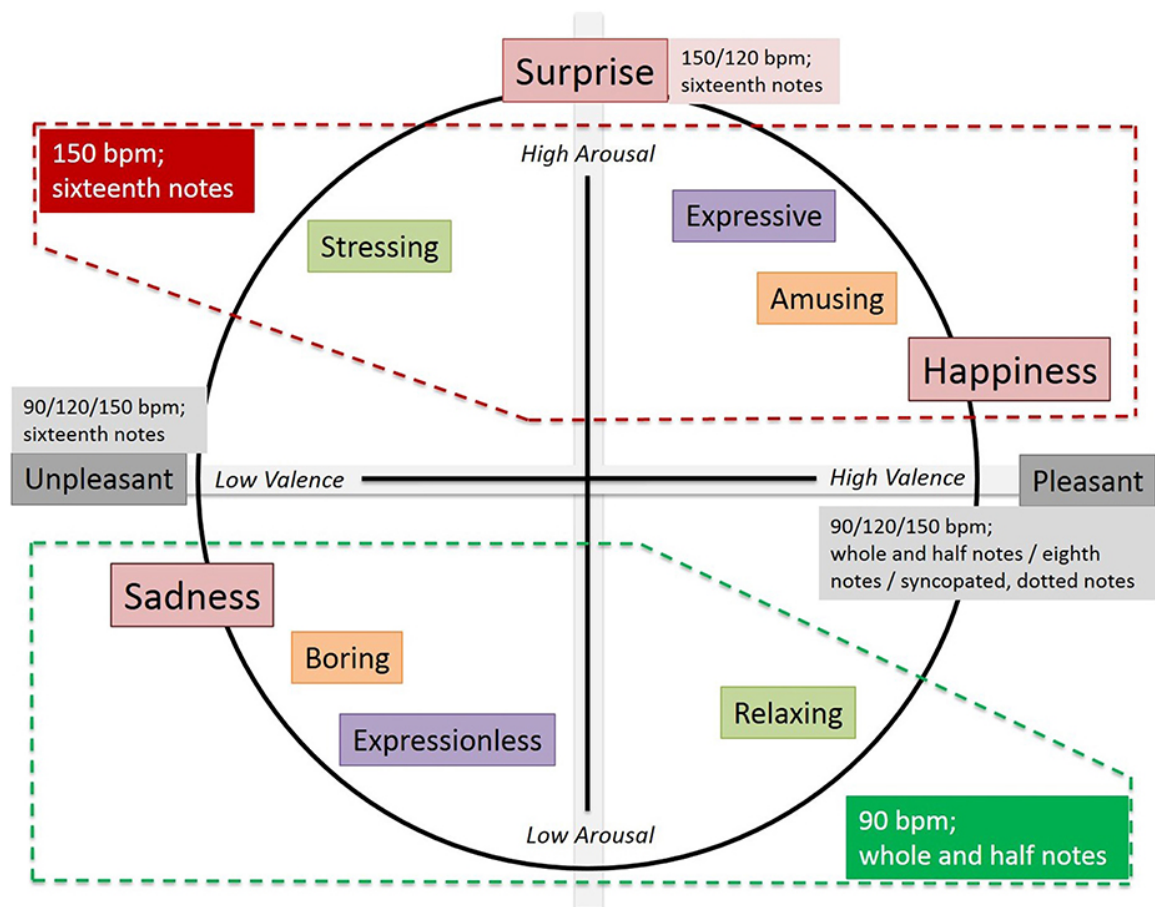 Surprise
150/120 bpm;
sixteenth notes
150 bpm;
sixteenth notes
High Arousal
Expressive
Stressing
Amusing
Happiness
90/120/150 bpm;
sixteenth notes
Unpleasant
Low Valence
High Valence
Pleasant
90/120/150 bpm;
whole and half notes / eighth
notes / syncopated, dotted notes
Sadness
Boring
Relaxing
Expressionless
Low Arousal
90 bpm;
whole and half notes